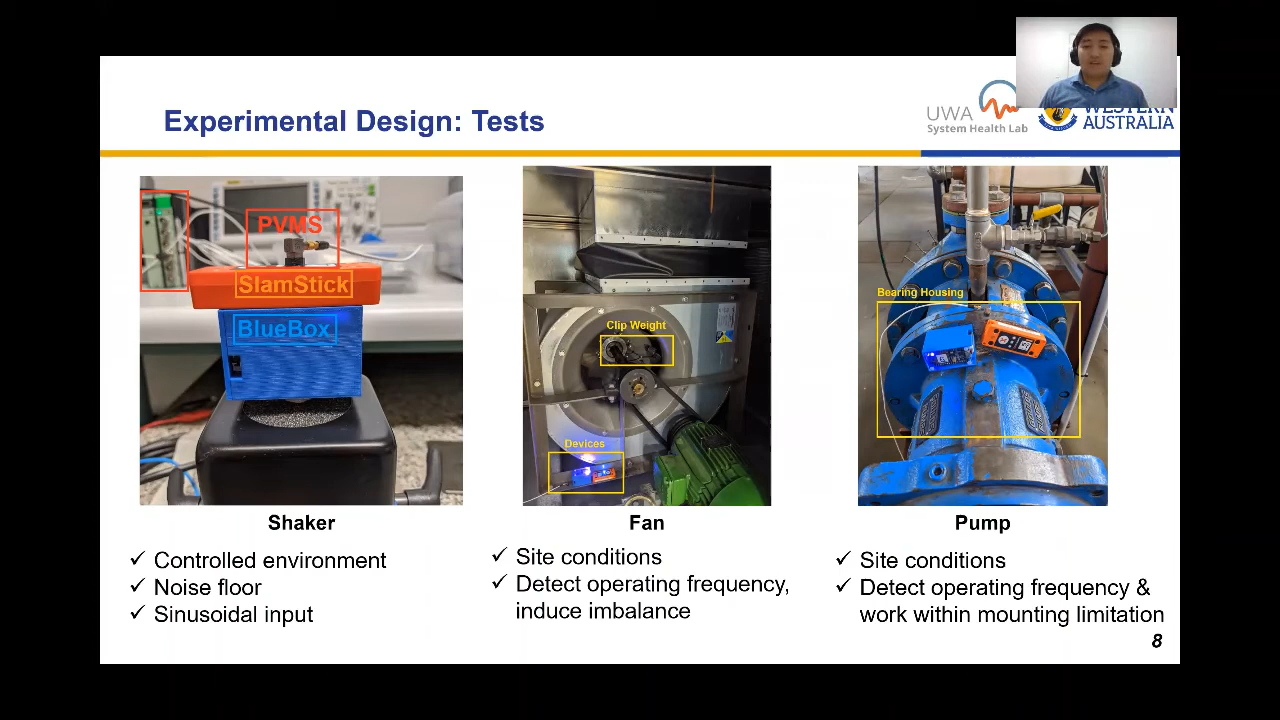 Experimental Design: Tests
UWA
System Health Lab
WESTERN
AUSTRALIA
PVMS
SlamStick
BlueBox
Clip Weight
Devices
Bearing Housing
Shaker
✓ Controlled environment
✓ Noise floor
✓ Sinusoidal input
Fan
✓ Site conditions
✓ Detect operating frequency,
induce imbalance
Pump
✓ Site conditions
✓ Detect operating frequency &
work within mounting limitation
8